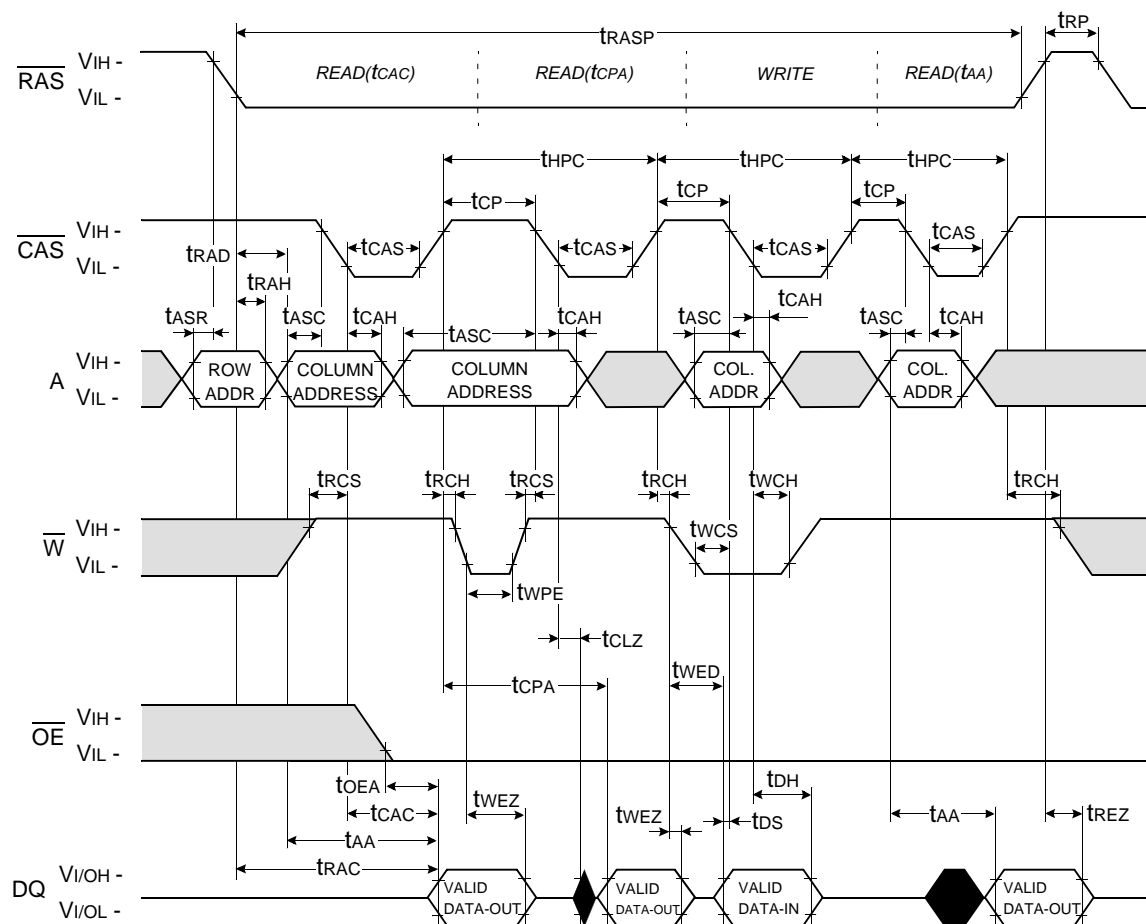 tRASP
tRP
RAS
VIH -
VIL -
READ(tCAC)
READ(tCPA)
WRITE
READ(tAA)
tHPC
tHPC
tHPC
tCP
tCP
tCP
CAS
VIH -
VIL -
tCAS
tCAS
tCAS
tCAS
tRAD
tRAH
tASR
tASC
tCAH
tASC
tCAH
tASC
tCAH
tASC
tCAH
A
VIH -
VIL -
ROW
ADDR
COLUMN
ADDRESS
COLUMN
ADDRESS
COL.
ADDR
COL.
ADDR
tRCS
tRCH
tRCS
tRCH
tWCH
tRCH
W
VIH -
VIL -
tWCS
tWPE
tCLZ
tWED
tCPA
OE
VIH -
VIL -
tOEA
tCAC
tAA
tRAC
tWEZ
tWEZ
tDH
tDS
tAA
tREZ
DQ
VI/OH -
VI/OL -
VALID
DATA-OUT
VALID
DATA-OUT
VALID
DATA-IN
VALID
DATA-OUT